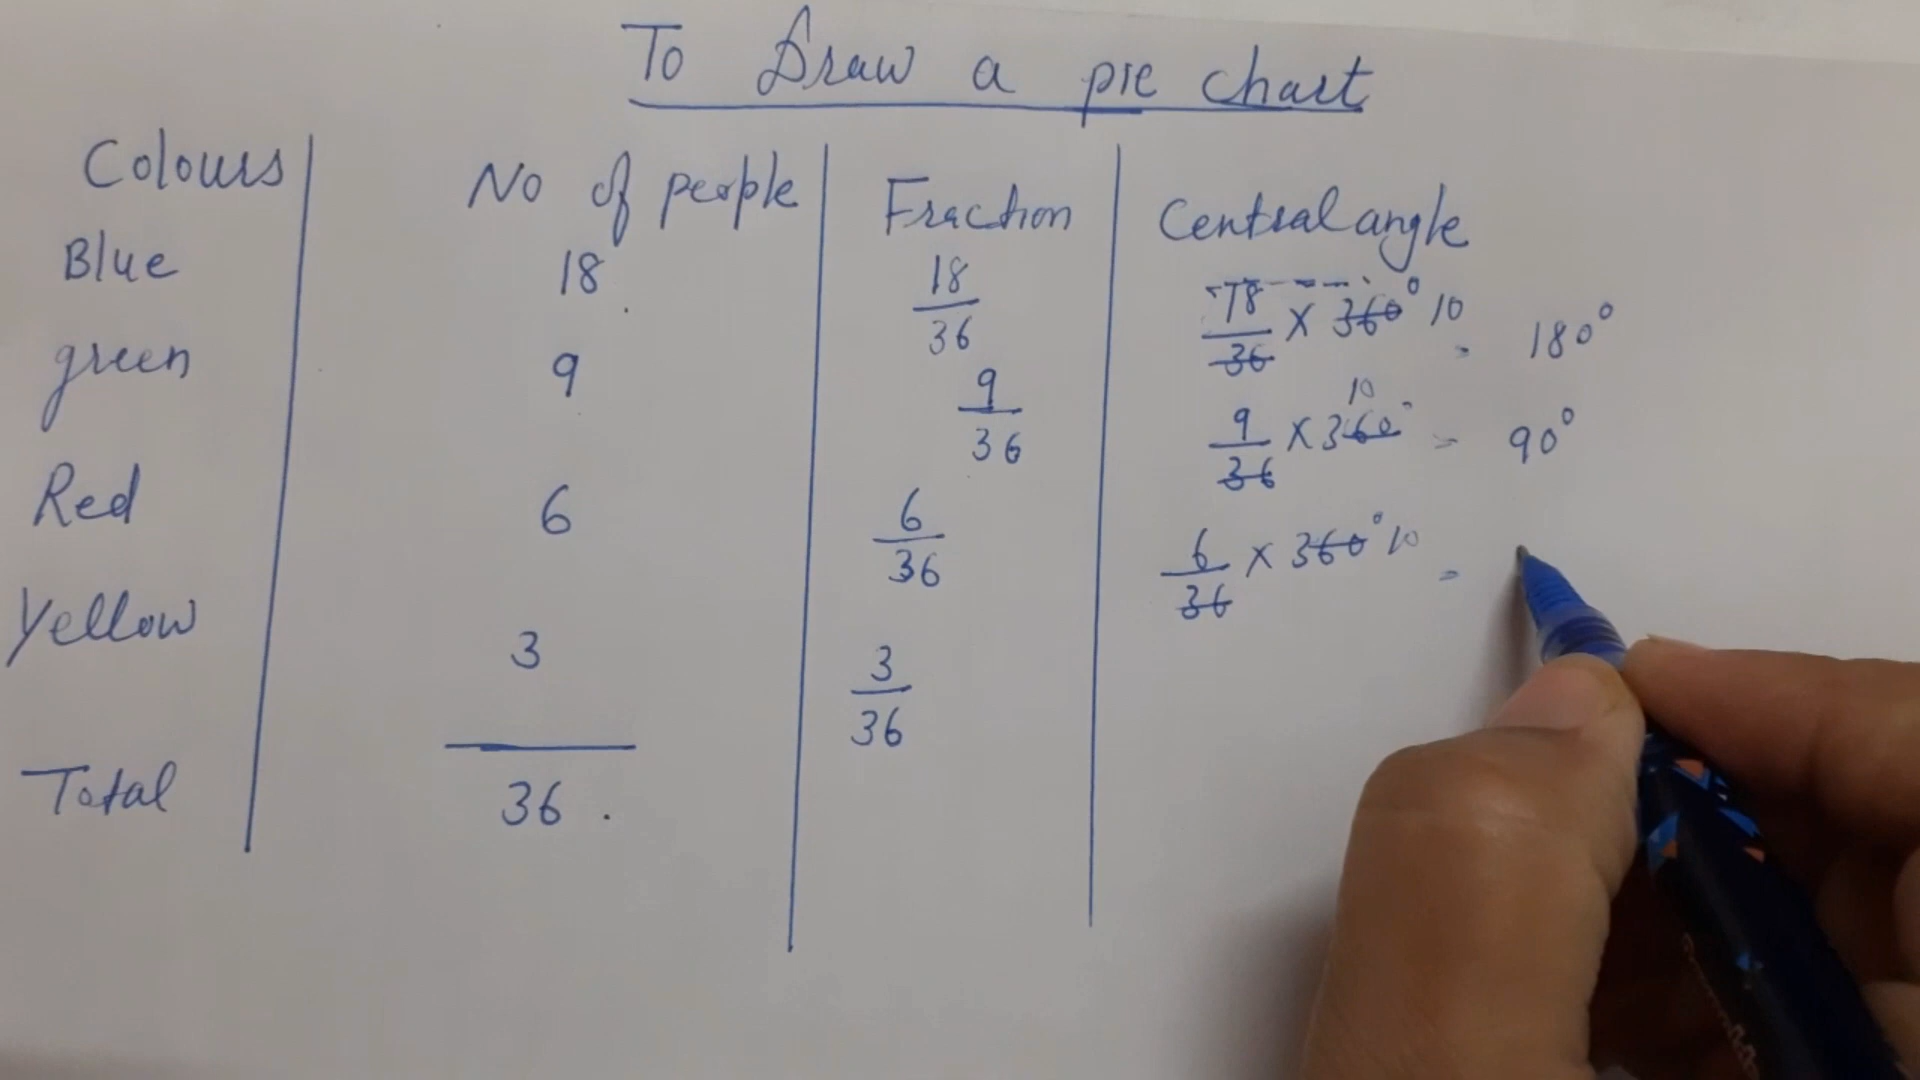 To Draw a pie chart
Colours No of people Fraction Central angle
Blue 18 18/36 18/36 × 360° 10 = 180°
green 9 9/36 9/36 × 360° 10 = 90°
Red 6 6/36 6/36 × 360° 10 =
Yellow 3 3/36
Total 36